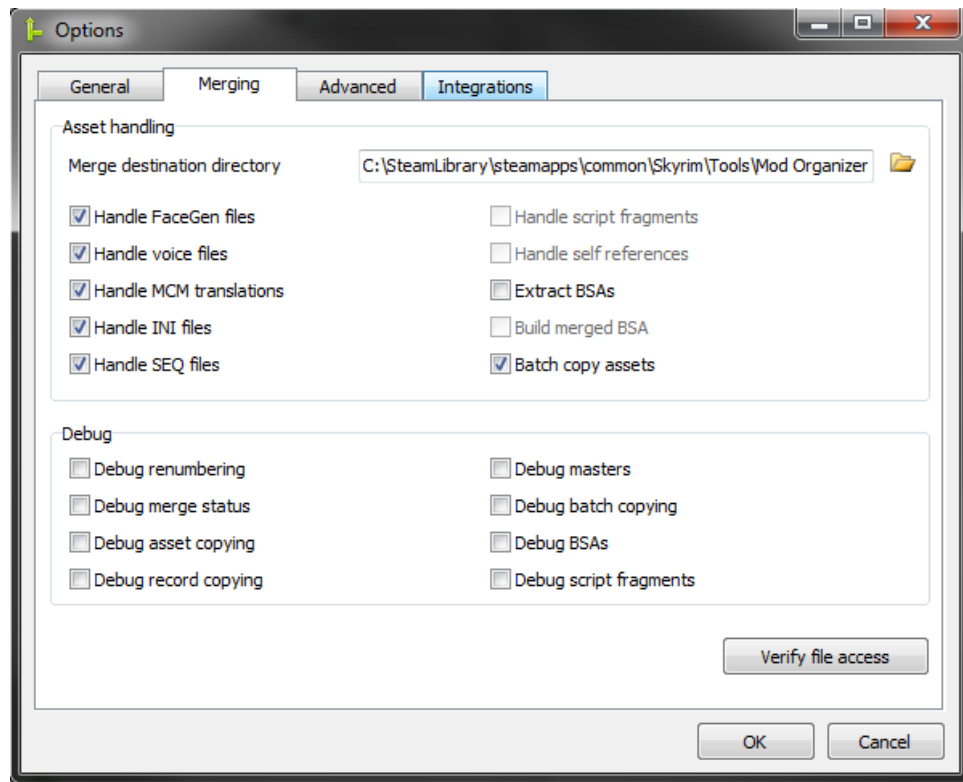 Options
General Merging Advanced Integrations
Asset handling
Merge destination directory C:\SteamLibrary\steamapps\common\Skyrim\Tools\Mod Organizer
Handle FaceGen files Handle script fragments
Handle voice files Handle self references
Handle MCM translations Extract BSAs
Handle INI files Build merged BSA
Handle SEQ files Batch copy assets
Debug
Debug renumbering Debug masters
Debug merge status Debug batch copying
Debug asset copying Debug BSAs
Debug record copying Debug script fragments
Verify file access
OK Cancel